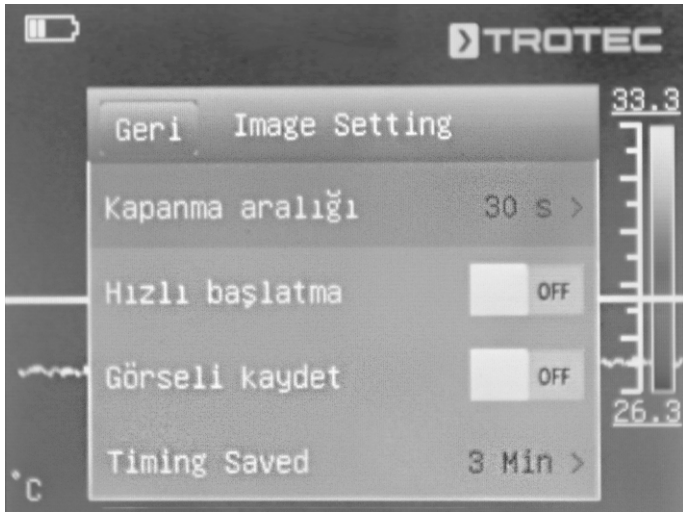 TROTEC
33.3
Geri Image Setting
Kapanma aralığı 30 s >
Hızlı başlatma OFF
Görseli kaydet OFF
26.3
Timing Saved 3 Min >
°C